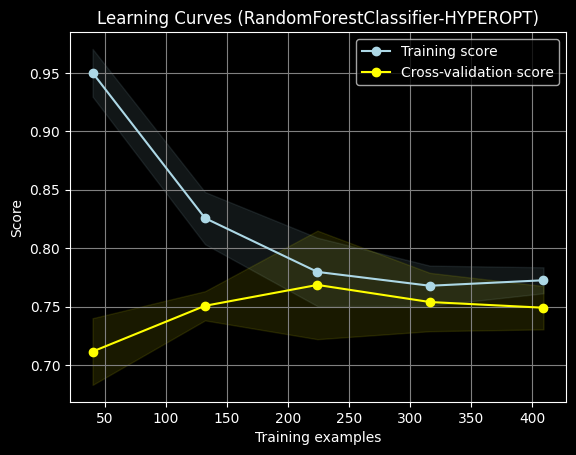 Learning Curves (RandomForestClassifier-HYPEROPT)
Training score
Cross-validation score
0.95
0.90
0.85
0.80
0.75
0.70
Score
50 100 150 200 250 300 350 400
Training examples